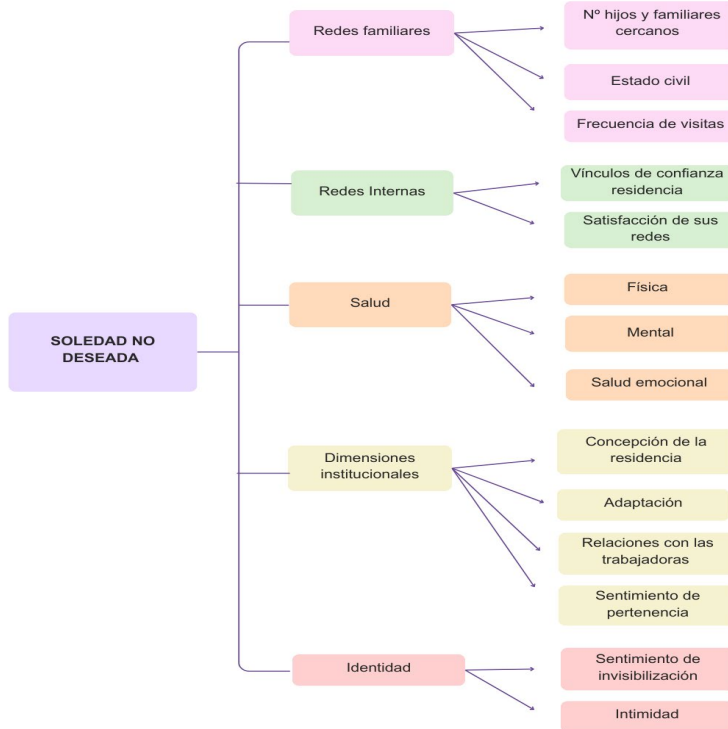 SOLEDAD NO
DESEADA
Redes familiares
Nº hijos y familiares
cercanos
Estado civil
Frecuencia de visitas
Redes Internas
Vínculos de confianza
residencia
Satisfacción de sus
redes
Salud
Física
Mental
Salud emocional
Dimensiones
institucionales
Concepción de la
residencia
Adaptación
Relaciones con las
trabajadoras
Sentimiento de
pertenencia
Identidad
Sentimiento de
invisibilización
Intimidad